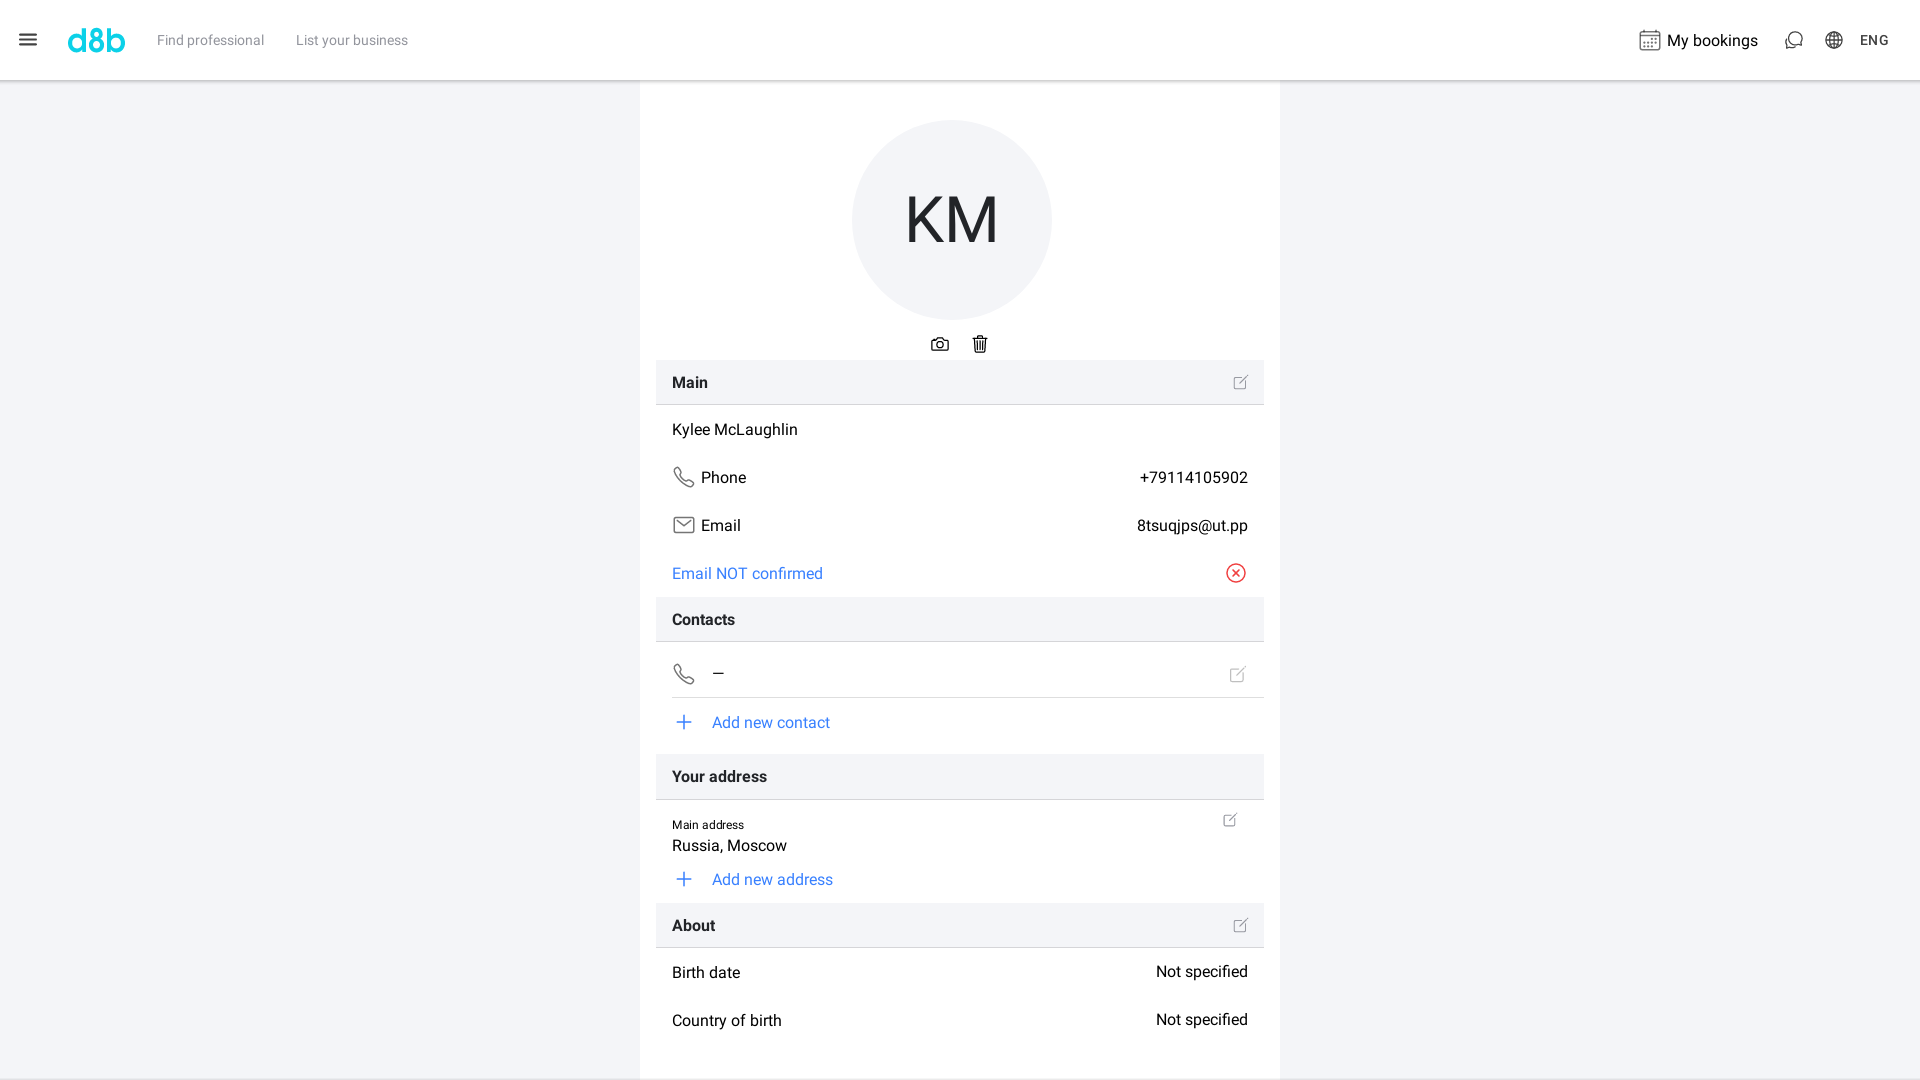 d8b
Find professional
List your business
My bookings
ENG
KM
Main
Kylee McLaughlin
Phone
+79114105902
Email
8tsuqjps@ut.pp
Email NOT confirmed
Contacts
—
Add new contact
Your address
Main address
Russia, Moscow
Add new address
About
Birth date
Not specified
Country of birth
Not specified